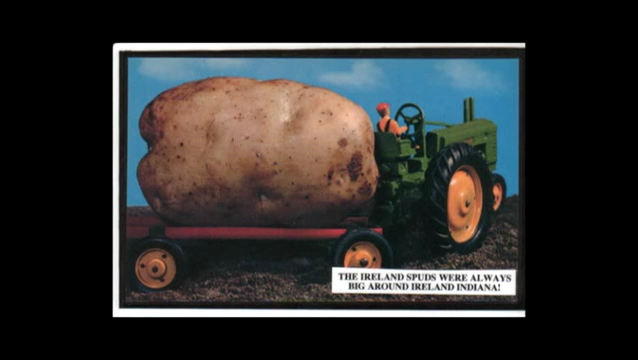 THE IRELAND SPUDS WERE ALWAYS
BIG AROUND IRELAND INDIANA!